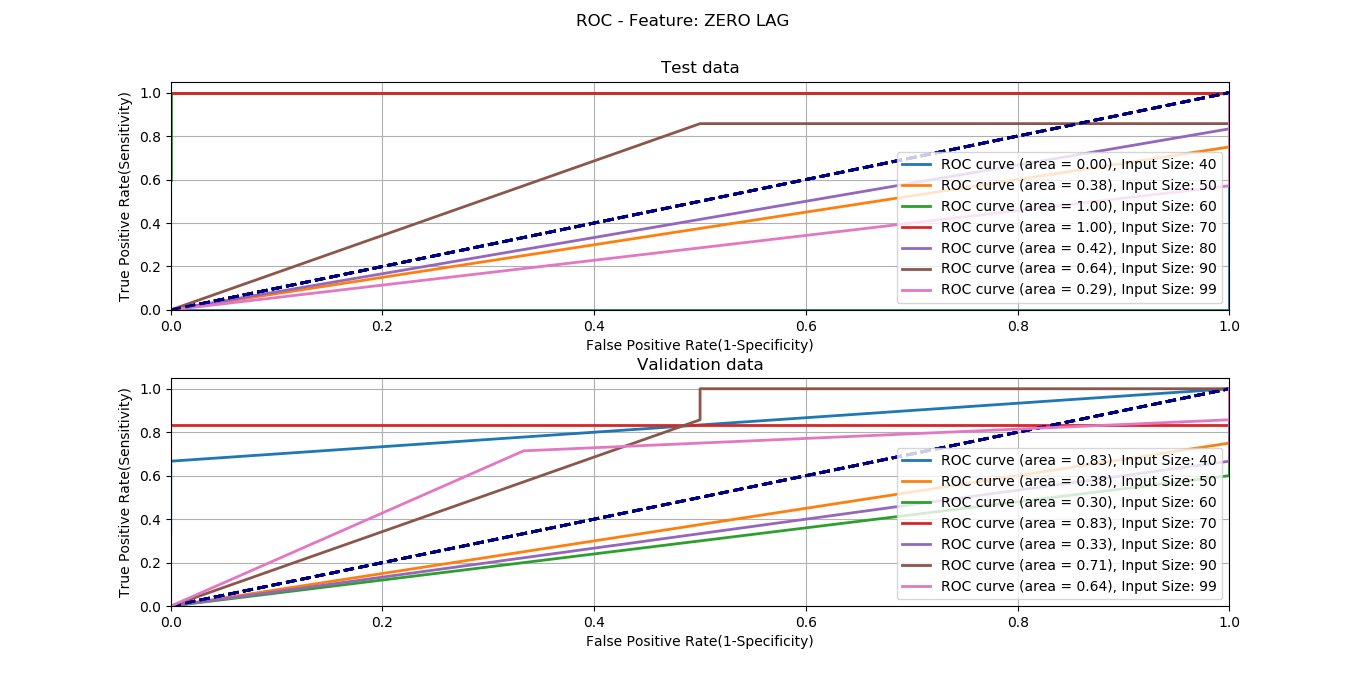 ROC - Feature: ZERO LAG
Test data
True Positive Rate(Sensitivity)
1.0
0.8
0.6
0.4
0.2
0.0
ROC curve (area = 0.00), Input Size: 40
ROC curve (area = 0.38), Input Size: 50
ROC curve (area = 1.00), Input Size: 60
ROC curve (area = 1.00), Input Size: 70
ROC curve (area = 0.42), Input Size: 80
ROC curve (area = 0.64), Input Size: 90
ROC curve (area = 0.29), Input Size: 99
0.0 0.2 0.4 0.6 0.8 1.0
False Positive Rate(1-Specificity)
Validation data
True Positive Rate(Sensitivity)
1.0
0.8
0.6
0.4
0.2
0.0
ROC curve (area = 0.83), Input Size: 40
ROC curve (area = 0.38), Input Size: 50
ROC curve (area = 0.30), Input Size: 60
ROC curve (area = 0.83), Input Size: 70
ROC curve (area = 0.33), Input Size: 80
ROC curve (area = 0.71), Input Size: 90
ROC curve (area = 0.64), Input Size: 99
0.0 0.2 0.4 0.6 0.8 1.0
False Positive Rate(1-Specificity)